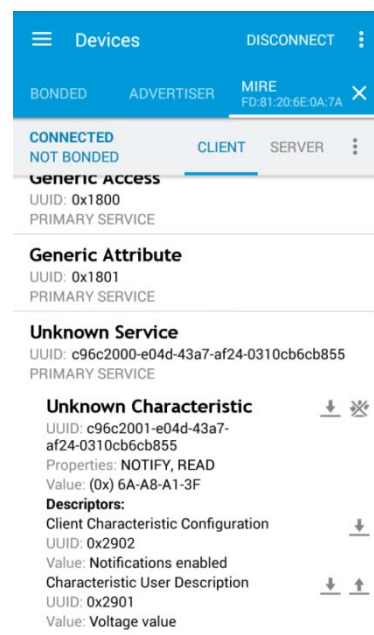 Devices
DISCONNECT
BONDED
ADVERTISER
MIRE
FD:81:20:6E:0A:7A
CONNECTED
NOT BONDED
CLIENT
SERVER
Generic Access
UUID: 0x1800
PRIMARY SERVICE
Generic Attribute
UUID: 0x1801
PRIMARY SERVICE
Unknown Service
UUID: c96c2000-e04d-43a7-af24-0310cb6cb855
PRIMARY SERVICE
Unknown Characteristic
UUID: c96c2001-e04d-43a7-
af24-0310cb6cb855
Properties: NOTIFY, READ
Value: (0x) 6A-A8-A1-3F
Descriptors:
Client Characteristic Configuration
UUID: 0x2902
Value: Notifications enabled
Characteristic User Description
UUID: 0x2901
Value: Voltage value